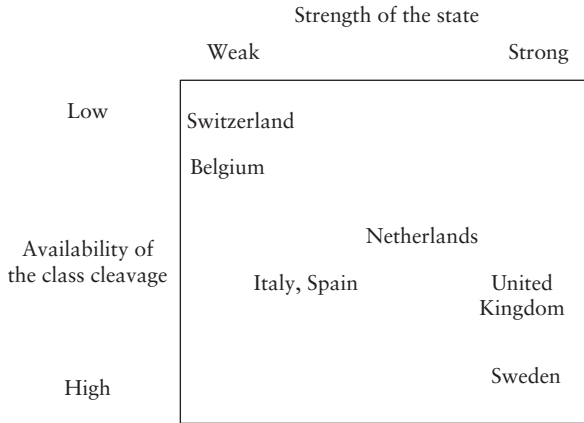 Strength of the state
Weak Strong
Low
Switzerland
Belgium
Netherlands
Availability of
the class cleavage
Italy, Spain
United
Kingdom
Sweden
High